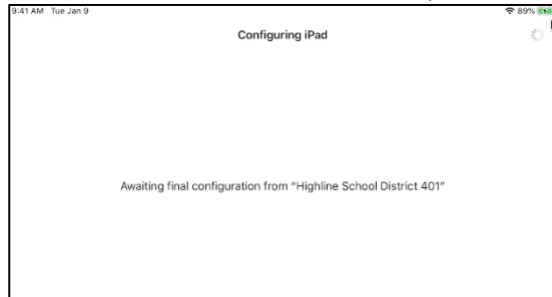 9:41 AM Tue Jan 9
89%
Configuring iPad
Awaiting final configuration from "Highline School District 401"